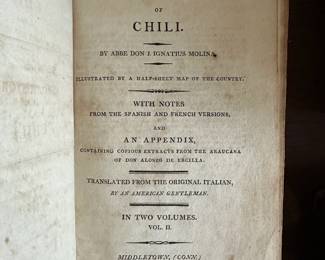 OF
CHILI.
BY ABBE DON J. IGNATIUS MOLINA.
ILLUSTRATED BY A HALF-SHEET MAP OF THE COUNTRY.
WITH NOTES
FROM THE SPANISH AND FRENCH VERSIONS,
AND
AN APPENDIX,
CONTAINING COPIOUS EXTRACTS FROM THE ARAUCANA
OF DON ALONZO DE ERCILLA.
TRANSLATED FROM THE ORIGINAL ITALIAN,
BY AN AMERICAN GENTLEMAN.
IN TWO VOLUMES.
VOL. II.
MIDDLETOWN, (CONN.)